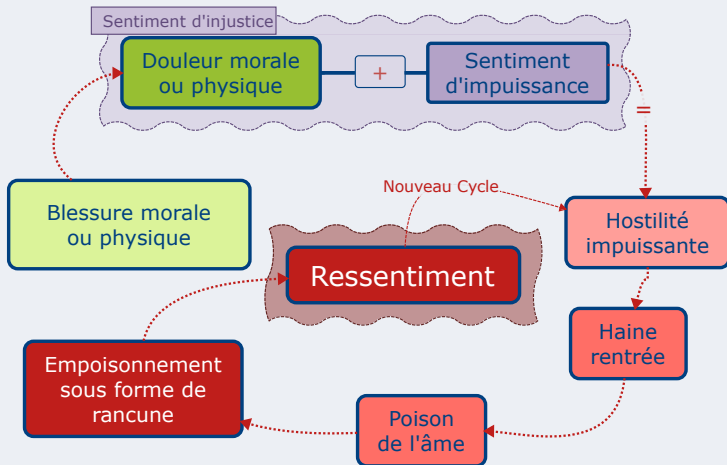 Sentiment d'injustice
Douleur morale
ou physique
+
Sentiment
d'impuissance
=
Blessure morale
ou physique
Nouveau Cycle
Hostilité
impuissante
Ressentiment
Haine
rentrée
Empoisonnement
sous forme de
rancune
Poison
de l'âme